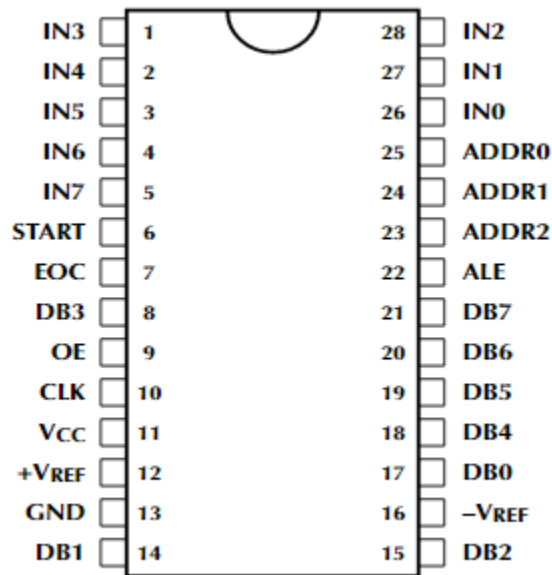 IN3 1 28 IN2
IN4 2 27 IN1
IN5 3 26 IN0
IN6 4 25 ADDR0
IN7 5 24 ADDR1
START 6 23 ADDR2
EOC 7 22 ALE
DB3 8 21 DB7
OE 9 20 DB6
CLK 10 19 DB5
VCC 11 18 DB4
+VREF 12 17 DB0
GND 13 16 –VREF
DB1 14 15 DB2